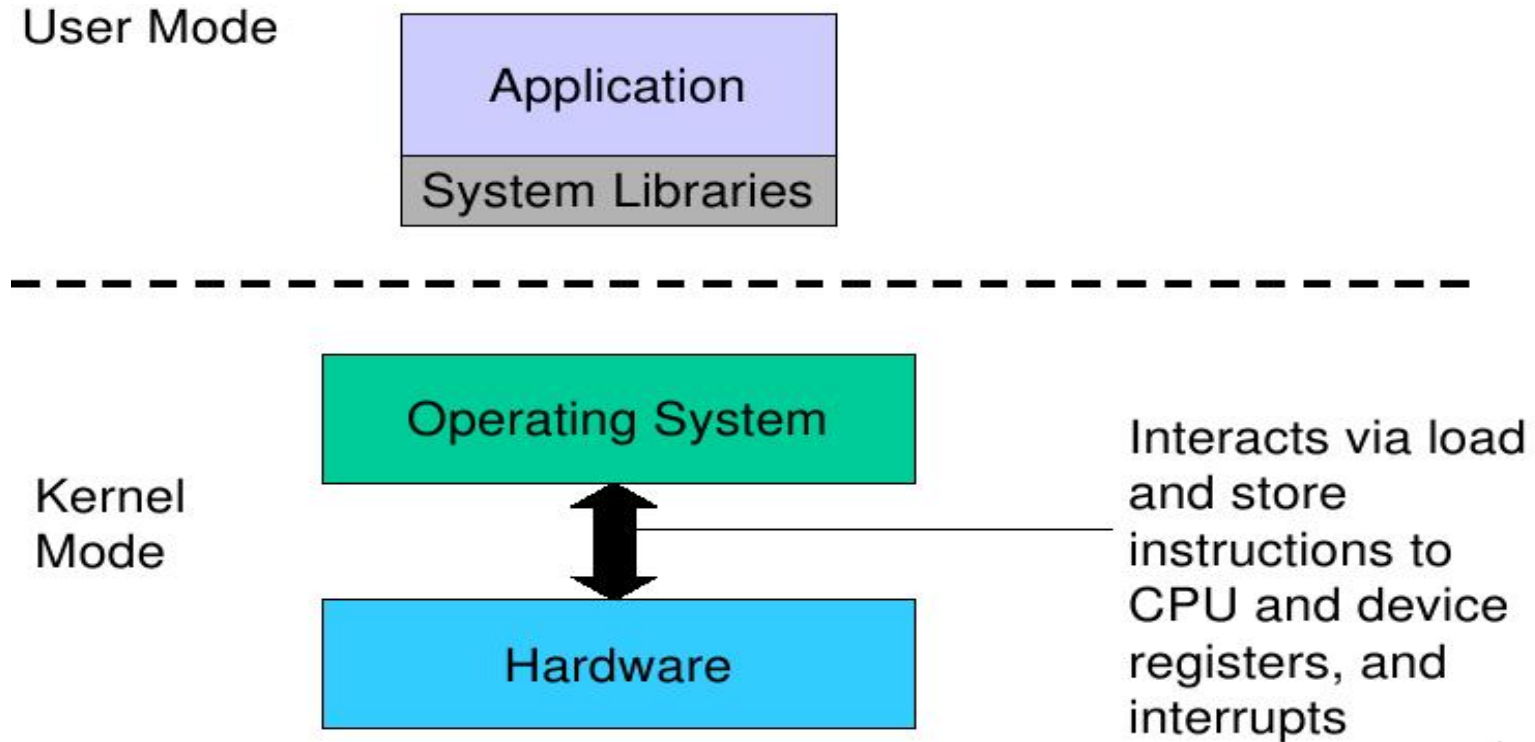 User Mode
Application
System Libraries
Operating System
Kernel
Mode
Hardware
Interacts via load
and store
instructions to
CPU and device
registers, and
interrupts